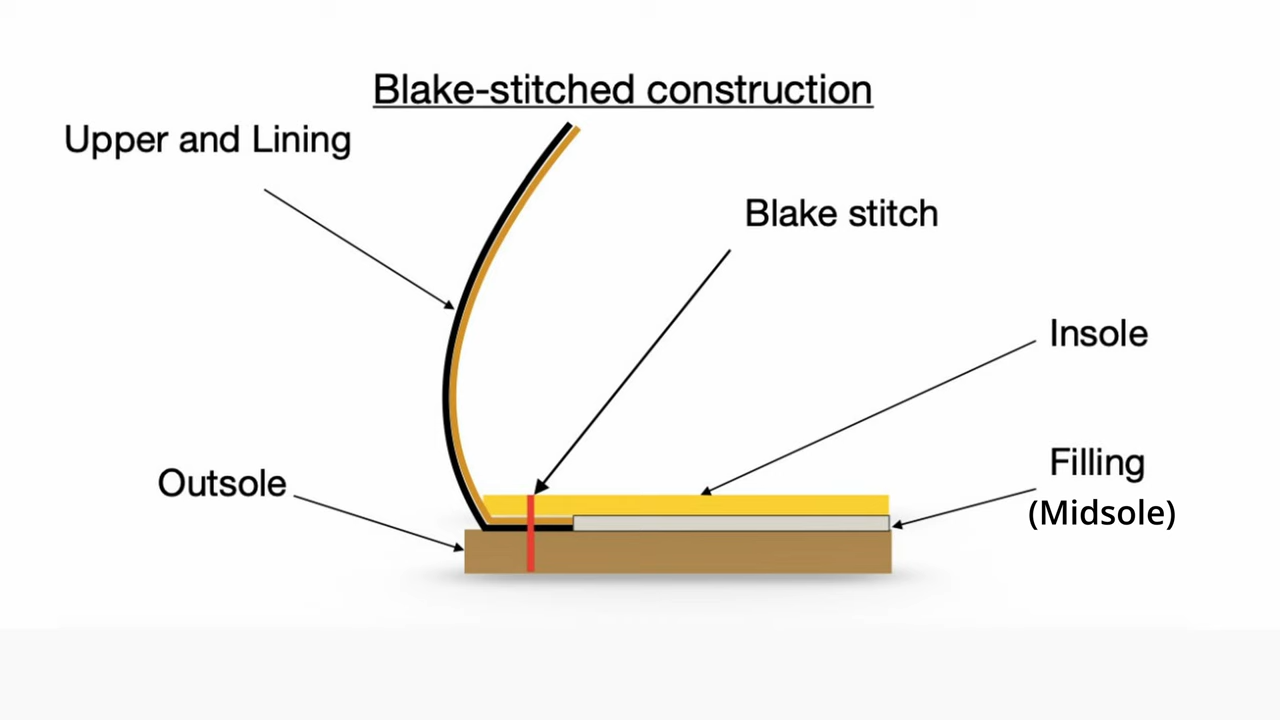 Blake-stitched construction
Upper and Lining
Blake stitch
Insole
Filling
(Midsole)
Outsole